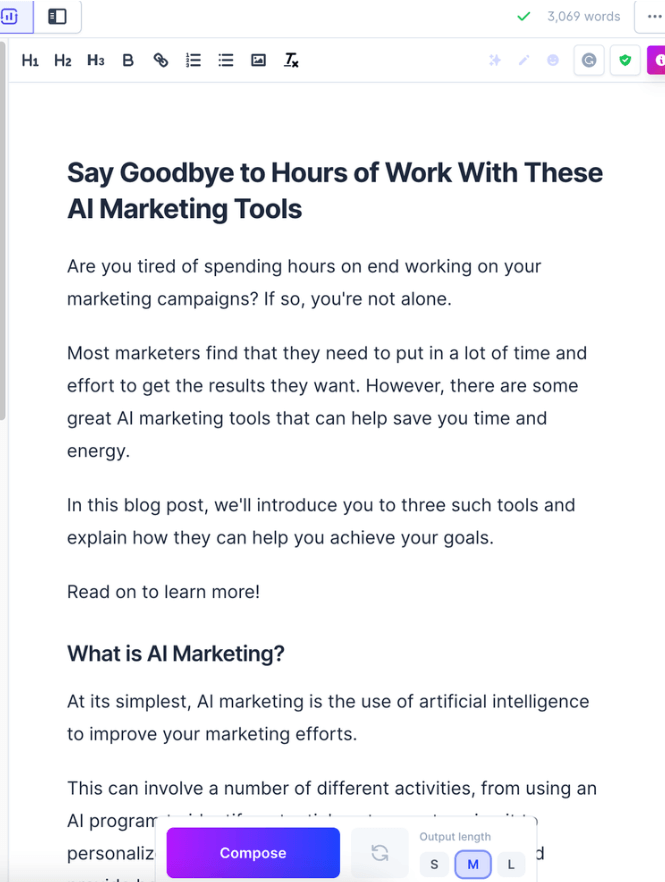 3,069 words
H1 H2 H3 B
Say Goodbye to Hours of Work With These
AI Marketing Tools
Are you tired of spending hours on end working on your
marketing campaigns? If so, you're not alone.
Most marketers find that they need to put in a lot of time and
effort to get the results they want. However, there are some
great AI marketing tools that can help save you time and
energy.
In this blog post, we'll introduce you to three such tools and
explain how they can help you achieve your goals.
Read on to learn more!
What is AI Marketing?
At its simplest, AI marketing is the use of artificial intelligence
to improve your marketing efforts.
This can involve a number of different activities, from using an
AI program
Output length
Compose
S M L